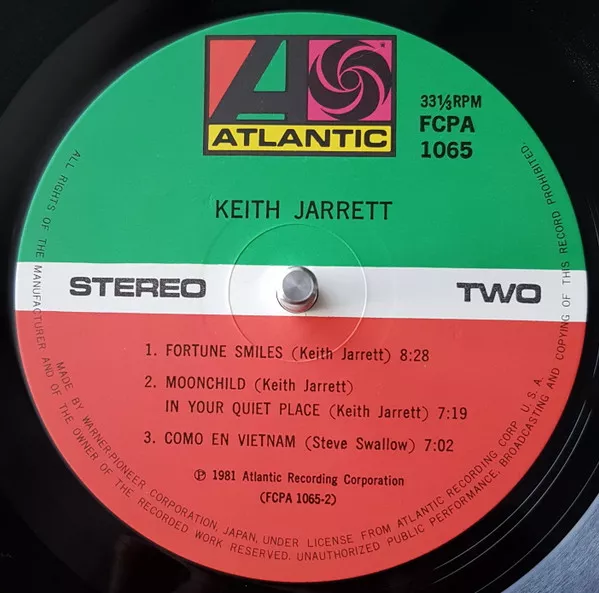 ATLANTIC
33⅓RPM
FCPA
1065
KEITH JARRETT
STEREO
TWO
1. FORTUNE SMILES (Keith Jarrett) 8:28
2. MOONCHILD (Keith Jarrett)
IN YOUR QUIET PLACE (Keith Jarrett) 7:19
3. COMO EN VIETNAM (Steve Swallow) 7:02
℗ 1981 Atlantic Recording Corporation
(FCPA 1065-2)
MADE BY WARNER-PIONEER CORPORATION, JAPAN, UNDER LICENSE FROM ATLANTIC RECORDING CORP. U.S.A.
ALL RIGHTS OF THE MANUFACTURER AND OF THE OWNER OF THE RECORDED WORK RESERVED. UNAUTHORIZED PUBLIC PERFORMANCE, BROADCASTING AND COPYING OF THIS RECORD PROHIBITED.